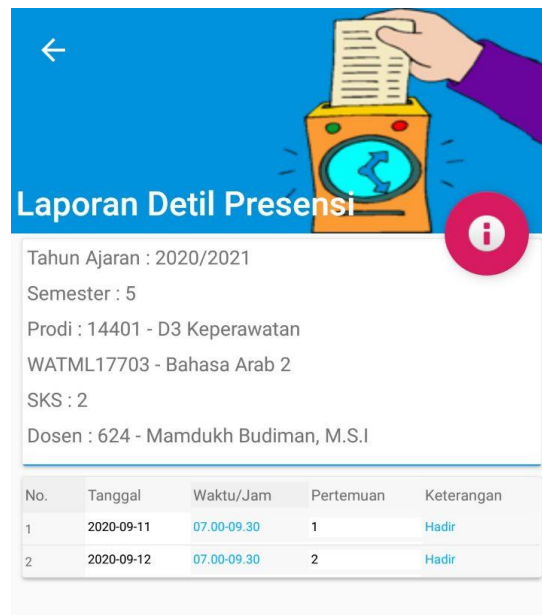 Laporan Detil Presensi
Tahun Ajaran : 2020/2021
Semester : 5
Prodi : 14401 - D3 Keperawatan
WATML17703 - Bahasa Arab 2
SKS : 2
Dosen : 624 - Mamdukh Budiman, M.S.I
No. Tanggal Waktu/Jam Pertemuan Keterangan
1 2020-09-11 07.00-09.30 1 Hadir
2 2020-09-12 07.00-09.30 2 Hadir